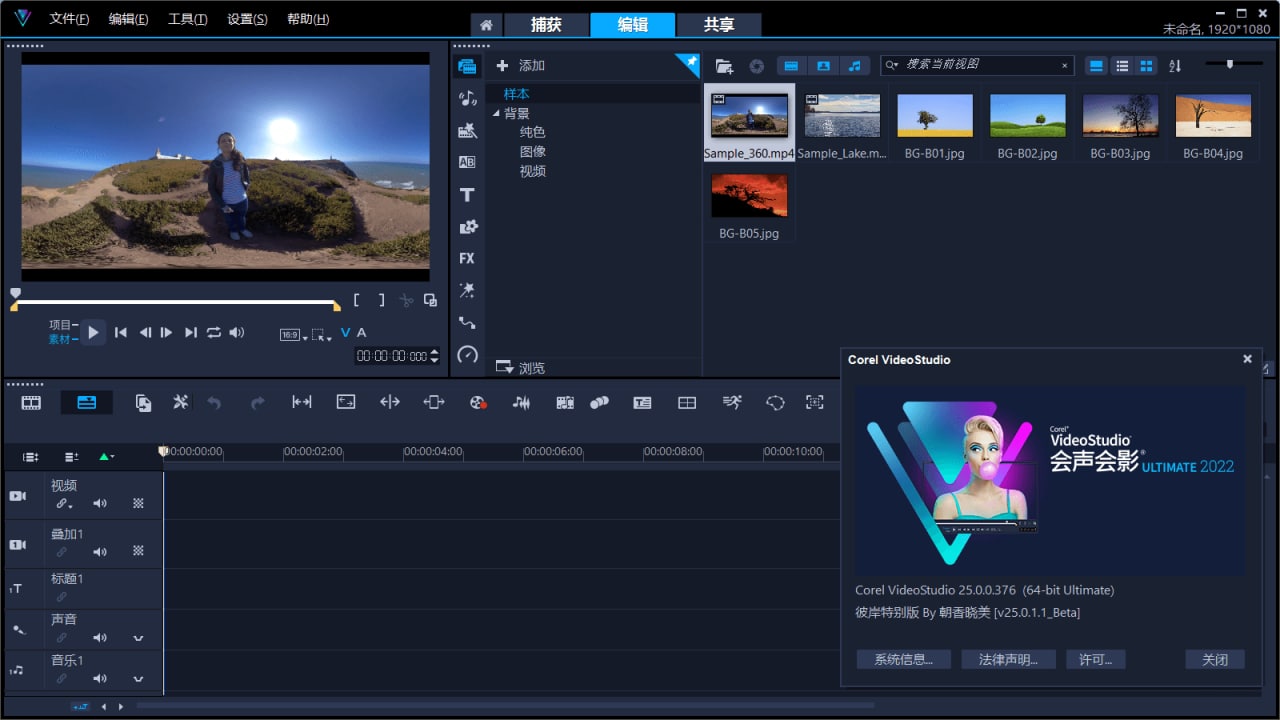 文件(F) 编辑(E) 工具(T) 设置(S) 帮助(H)
捕获 编辑 共享
未命名, 1920*1080
添加
搜索当前视图
样本
背景
纯色
图像
视频
浏览
Sample_360.mp4 Sample_Lake.m... BG-B01.jpg BG-B02.jpg BG-B03.jpg BG-B04.jpg
BG-B05.jpg
AB
T
FX
项目
素材
16:9
V A
00:00:00:000
00:00:00:00 00:00:02:00 00:00:04:00 00:00:06:00 00:00:08:00 00:00:10:00
视频
叠加1
标题1
声音
音乐1
Corel VideoStudio
Corel
VideoStudio
会声会影 ULTIMATE 2022
Corel VideoStudio 25.0.0.376 (64-bit Ultimate)
彼岸特别版 By 朝香晓美 [v25.0.1.1_Beta]
系统信息... 法律声明... 许可... 关闭